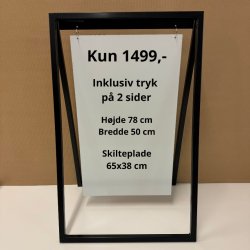 Kun 1499,-
Inklusiv tryk
på 2 sider
Højde 78 cm
Bredde 50 cm
Skilteplade
65x38 cm